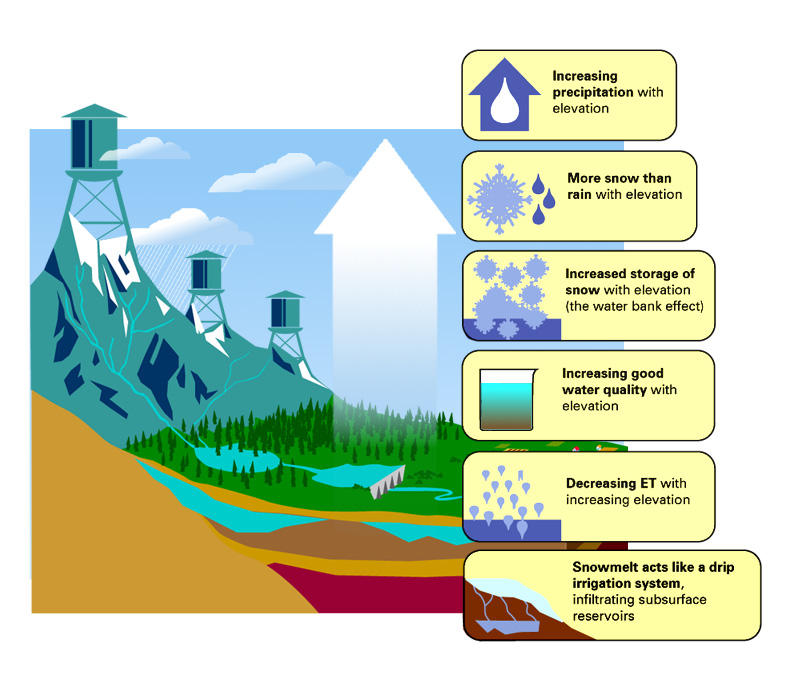 Increasing
precipitation with
elevation
More snow than
rain with elevation
Increased storage of
snow with elevation
(the water bank effect)
Increasing good
water quality with
elevation
Decreasing ET with
increasing elevation
Snowmelt acts like a drip
irrigation system,
infiltrating subsurface
reservoirs